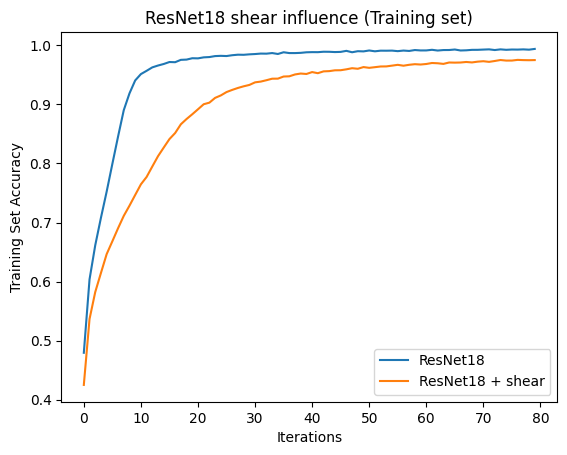 ResNet18 shear influence (Training set)
Training Set Accuracy
1.0
0.9
0.8
0.7
0.6
0.5
0.4
ResNet18
ResNet18 + shear
0 10 20 30 40 50 60 70 80
Iterations